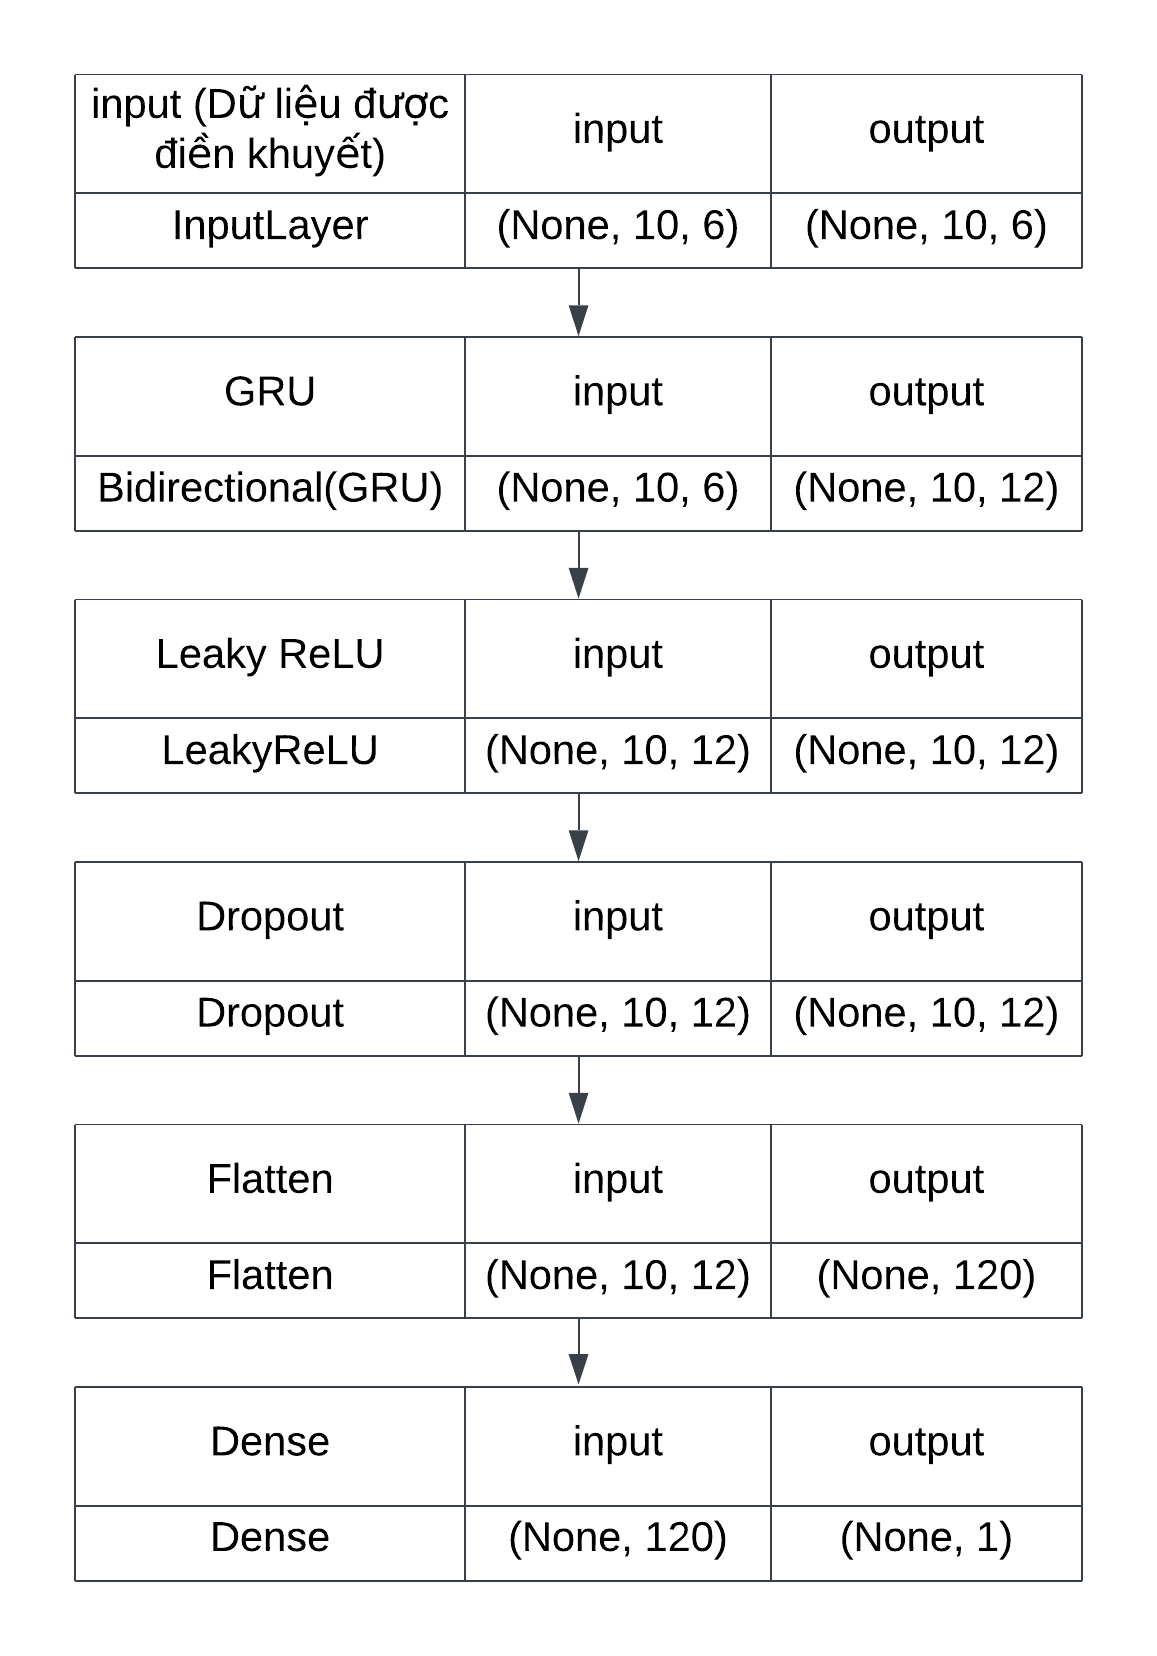 input (Dữ liệu được
điền khuyết)
input
output
InputLayer
(None, 10, 6)
(None, 10, 6)
GRU
input
output
Bidirectional(GRU)
(None, 10, 6)
(None, 10, 12)
Leaky ReLU
input
output
LeakyReLU
(None, 10, 12)
(None, 10, 12)
Dropout
input
output
Dropout
(None, 10, 12)
(None, 10, 12)
Flatten
input
output
Flatten
(None, 10, 12)
(None, 120)
Dense
input
output
Dense
(None, 120)
(None, 1)